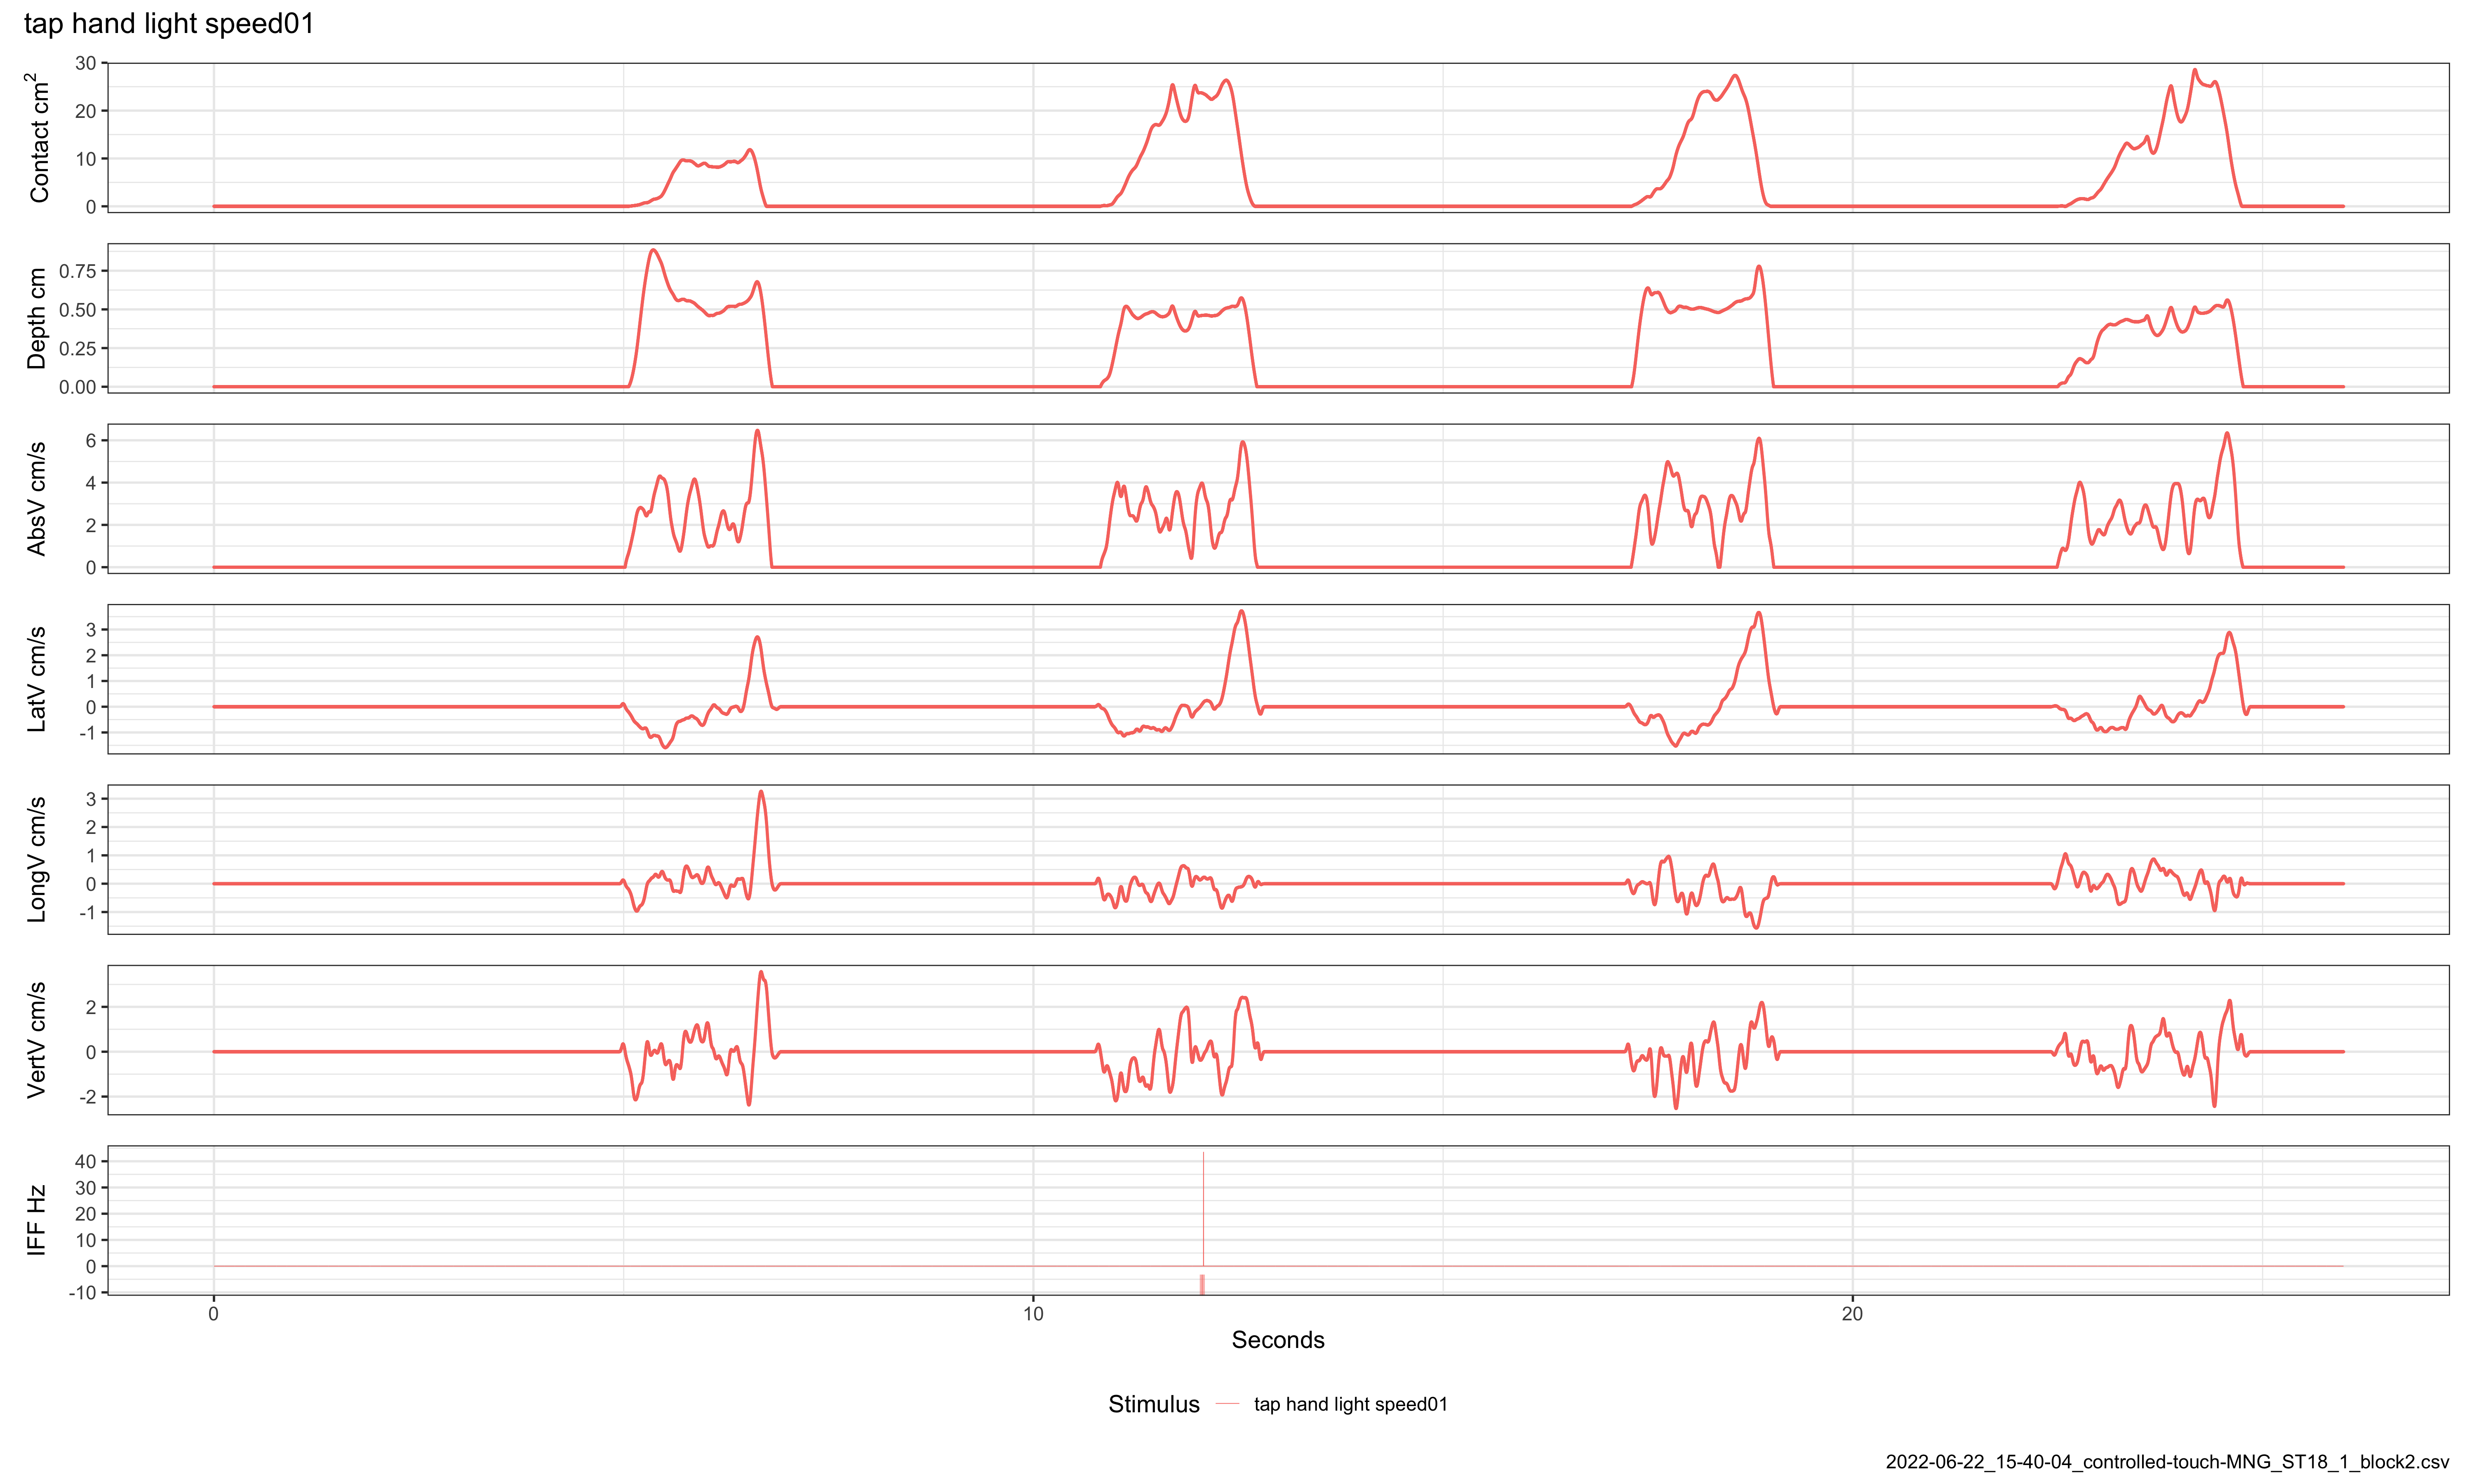 tap hand light speed01
Contact cm²
30
20
10
0
Depth cm
0.75
0.50
0.25
0.00
AbsV cm/s
6
4
2
0
LatV cm/s
3
2
1
0
-1
LongV cm/s
3
2
1
0
-1
VertV cm/s
2
0
-2
IFF Hz
40
30
20
10
0
-10
0 10 20
Seconds
Stimulus tap hand light speed01
2022-06-22_15-40-04_controlled-touch-MNG_ST18_1_block2.csv